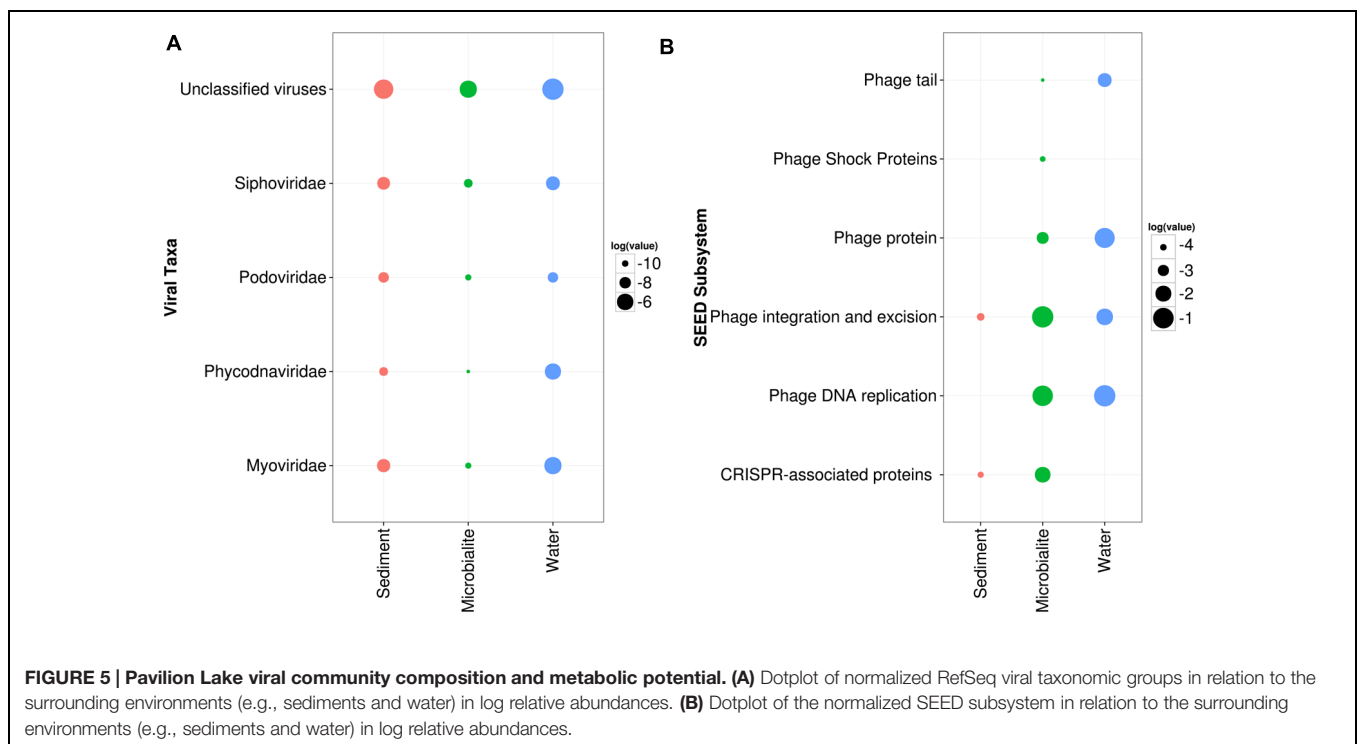 A
Viral Taxa
Unclassified viruses
Siphoviridae
Podoviridae
Phycodnaviridae
Myoviridae
Sediment
Microbialite
Water
log(value)
-10
-8
-6
B
SEED Subsystem
Phage tail
Phage Shock Proteins
Phage protein
Phage integration and excision
Phage DNA replication
CRISPR-associated proteins
Sediment
Microbialite
Water
log(value)
-4
-3
-2
-1
FIGURE 5 | Pavilion Lake viral community composition and metabolic potential. (A) Dotplot of normalized RefSeq viral taxonomic groups in relation to the
surrounding environments (e.g., sediments and water) in log relative abundances. (B) Dotplot of the normalized SEED subsystem in relation to the surrounding
environments (e.g., sediments and water) in log relative abundances.